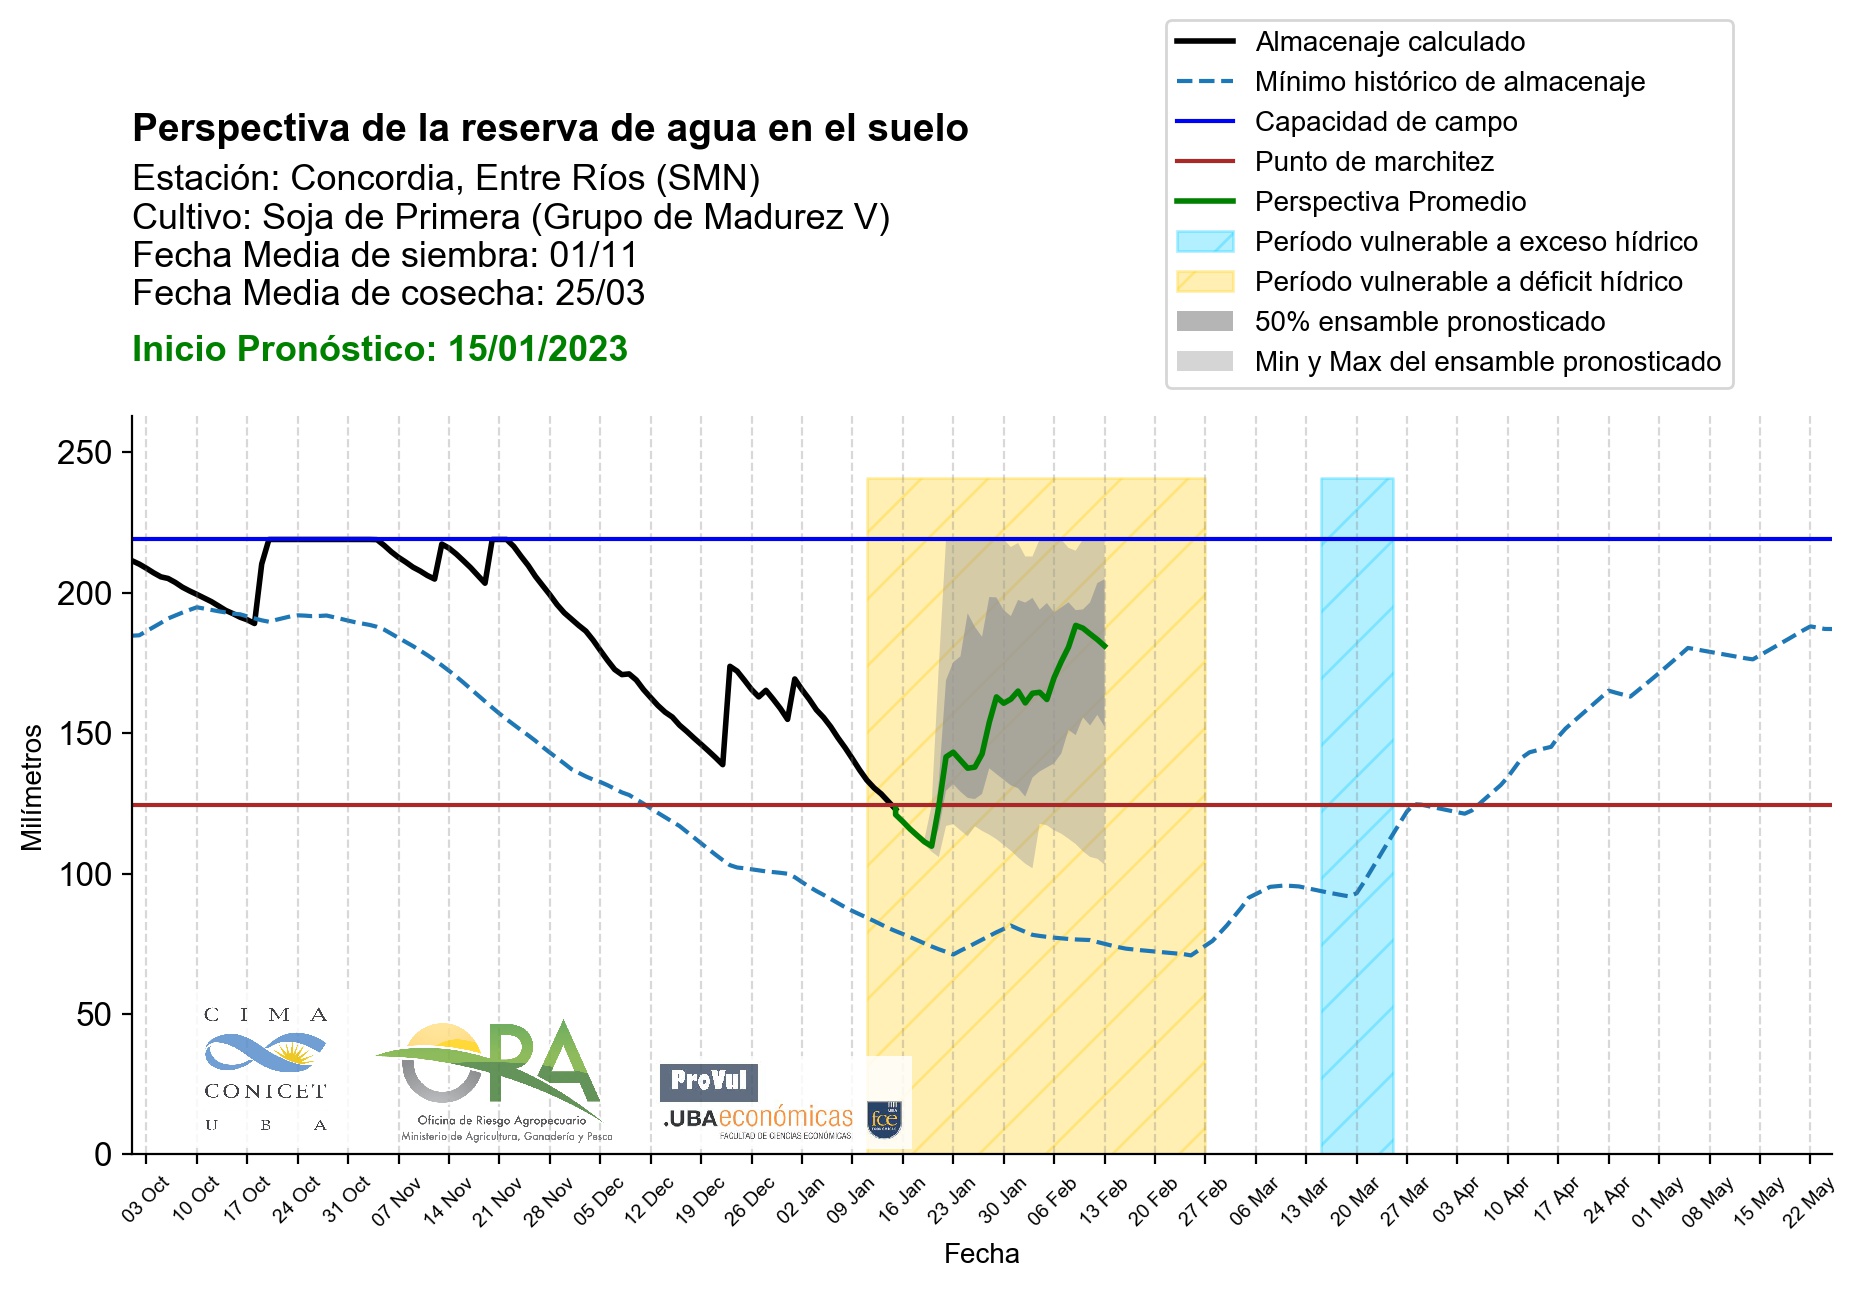 Almacenaje calculado
Mínimo histórico de almacenaje
Capacidad de campo
Punto de marchitez
Perspectiva Promedio
Período vulnerable a exceso hídrico
Período vulnerable a déficit hídrico
50% ensamble pronosticado
Min y Max del ensamble pronosticado
Perspectiva de la reserva de agua en el suelo
Estación: Concordia, Entre Ríos (SMN)
Cultivo: Soja de Primera (Grupo de Madurez V)
Fecha Media de siembra: 01/11
Fecha Media de cosecha: 25/03
Inicio Pronóstico: 15/01/2023
250
200
150
100
50
0
Milímetros
CIMA
CONICET
UBA
ORA
Oficina de Riesgo Agropecuario
Ministerio de Agricultura, Ganadería y Pesca
ProVul
.UBAeconómicas
FACULTAD DE CIENCIAS ECONÓMICAS
UBA
fce
03 Oct
10 Oct
17 Oct
24 Oct
31 Oct
07 Nov
14 Nov
21 Nov
28 Nov
05 Dec
12 Dec
19 Dec
26 Dec
02 Jan
09 Jan
16 Jan
23 Jan
30 Jan
06 Feb
13 Feb
20 Feb
27 Feb
06 Mar
13 Mar
20 Mar
27 Mar
03 Apr
10 Apr
17 Apr
24 Apr
01 May
08 May
15 May
22 May
Fecha